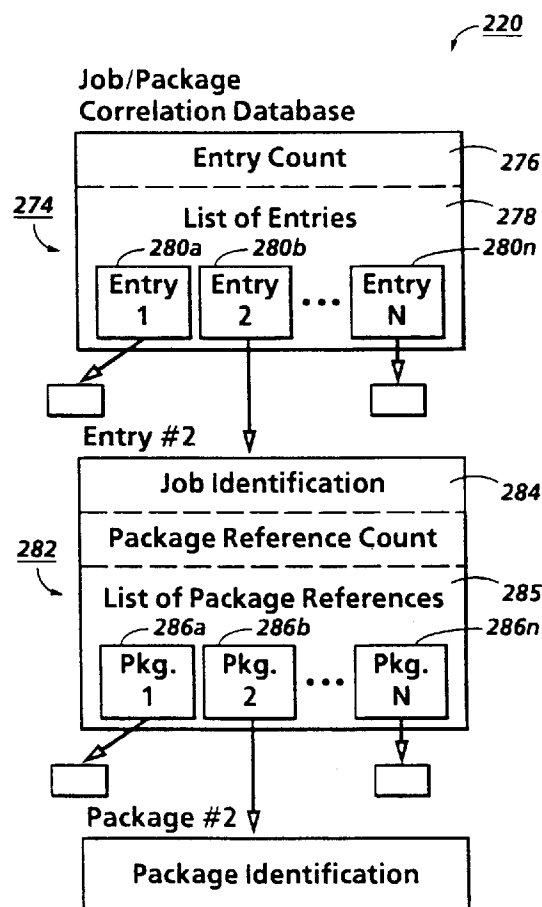 220
Job/Package
Correlation Database
Entry Count
276
274
List of Entries
278
280a
280b
280n
Entry
1
Entry
2
•••
Entry
N
Entry #2
Job Identification
284
Package Reference Count
282
List of Package References
285
286a
286b
286n
Pkg.
1
Pkg.
2
•••
Pkg.
N
Package #2
Package Identification